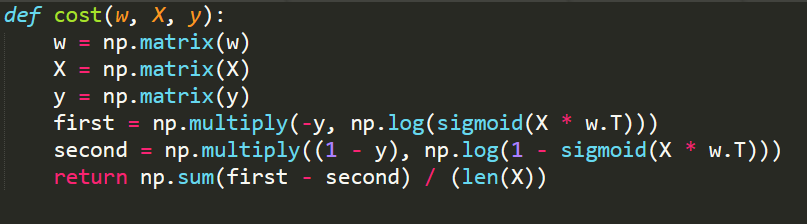 def cost(w, X, y):
    w = np.matrix(w)
    X = np.matrix(X)
    y = np.matrix(y)
    first = np.multiply(-y, np.log(sigmoid(X * w.T)))
    second = np.multiply((1 - y), np.log(1 - sigmoid(X * w.T)))
    return np.sum(first - second) / (len(X))